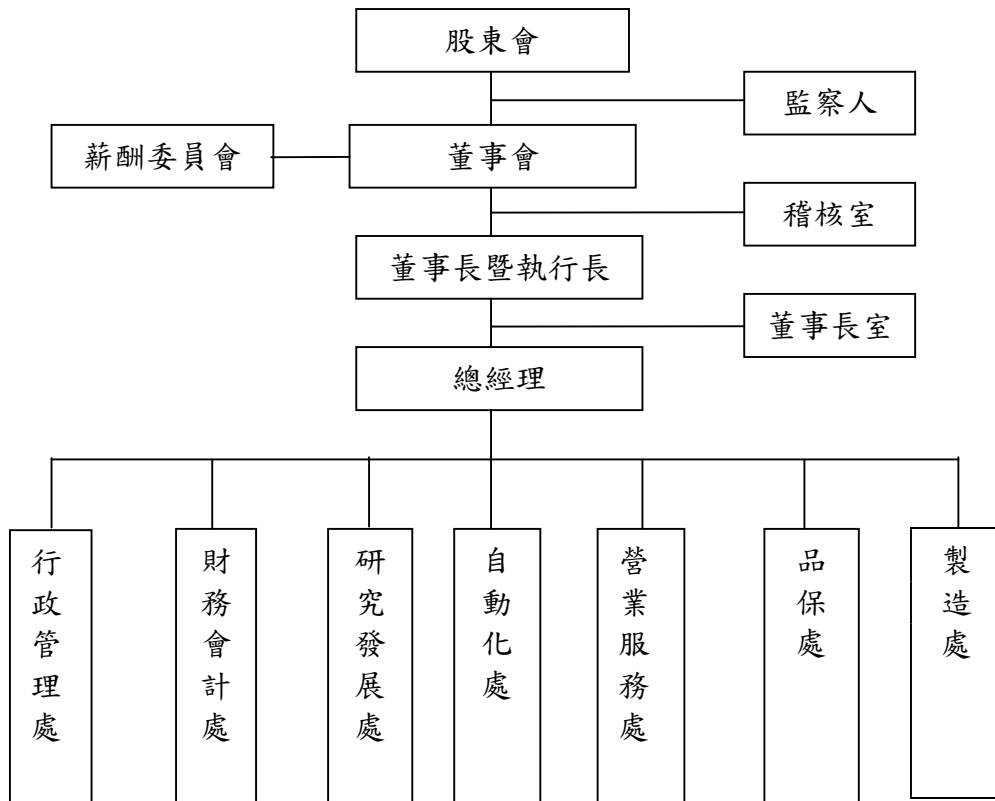 股東會
監察人
薪酬委員會
董事會
稽核室
董事長暨執行長
董事長室
總經理
行政管理處
財務會計處
研究發展處
自動化處
營業服務處
品保處
製造處